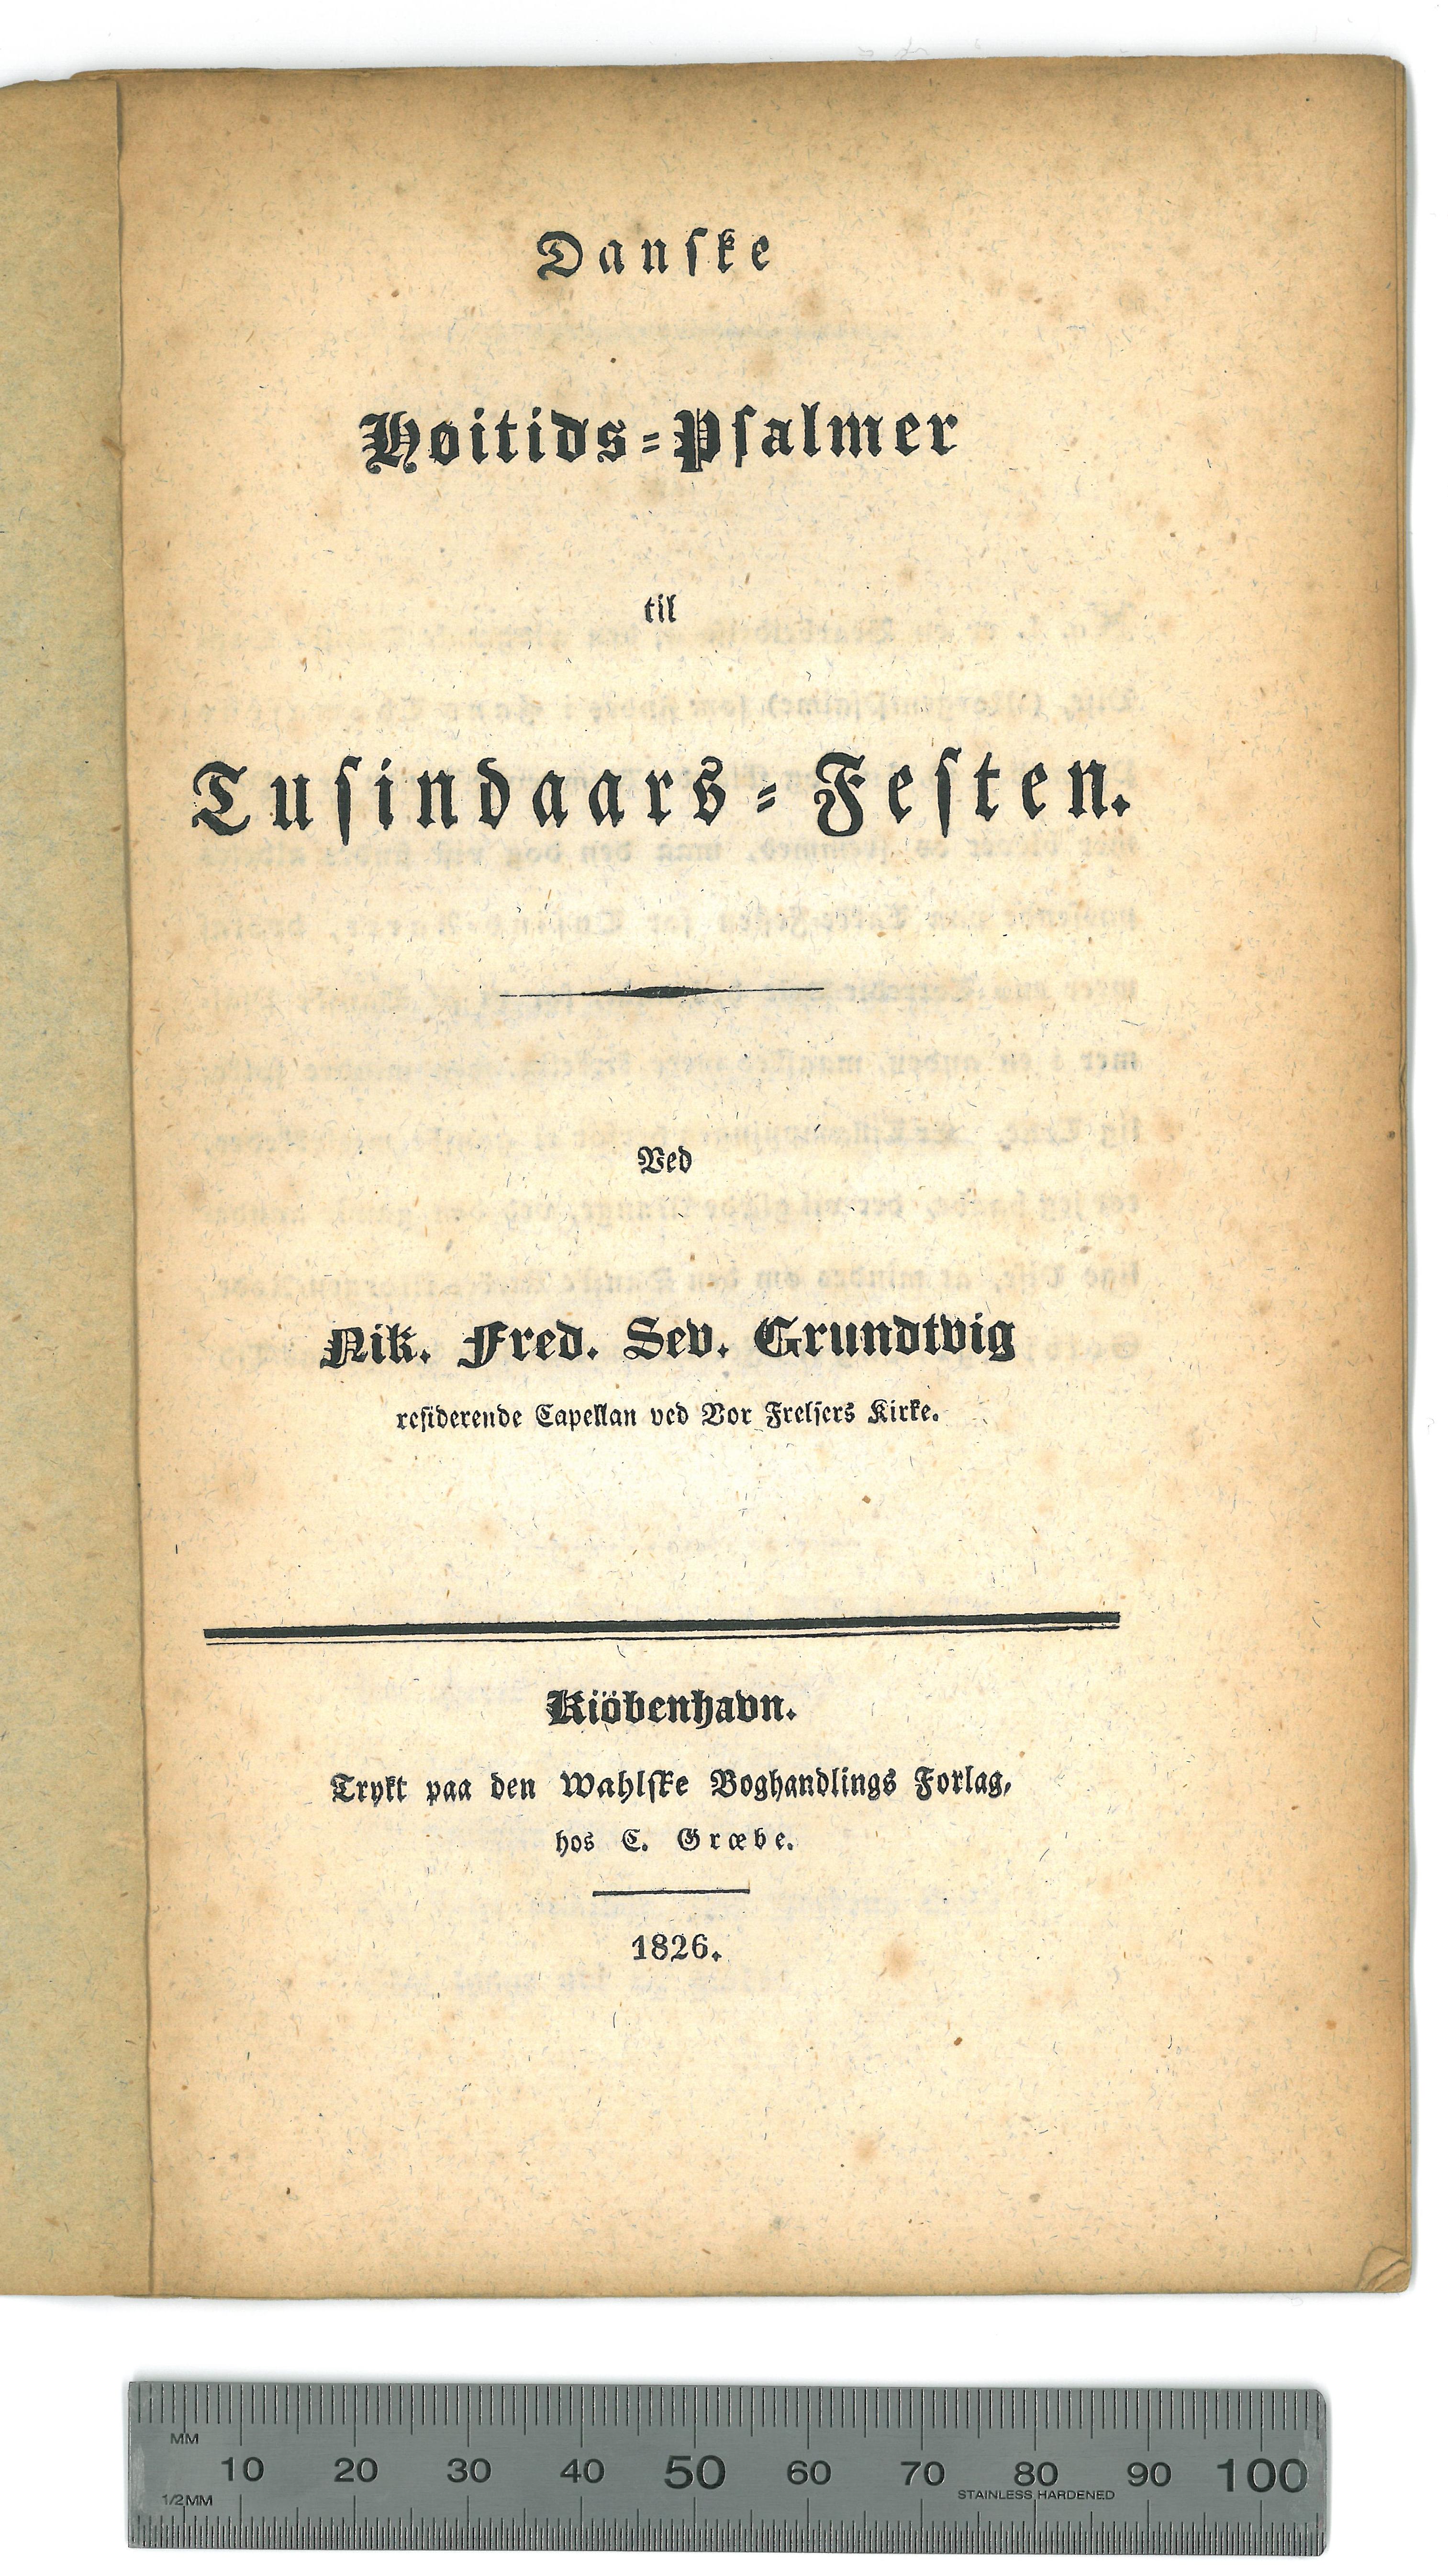 Danske
Høitids=Psalmer
til
Tusindaars=Festen.
Ved
Nik. Fred. Sev. Grundtvig
residerende Capellan ved Vor Frelsers Kirke.
Kiöbenhavn.
Trykt paa den Wahlske Boghandlings Forlag,
hos C. Græbe.
1826.
MM
10 20 30 40 50 60 70 80 90 100
STAINLESS HARDENED
1/2MM